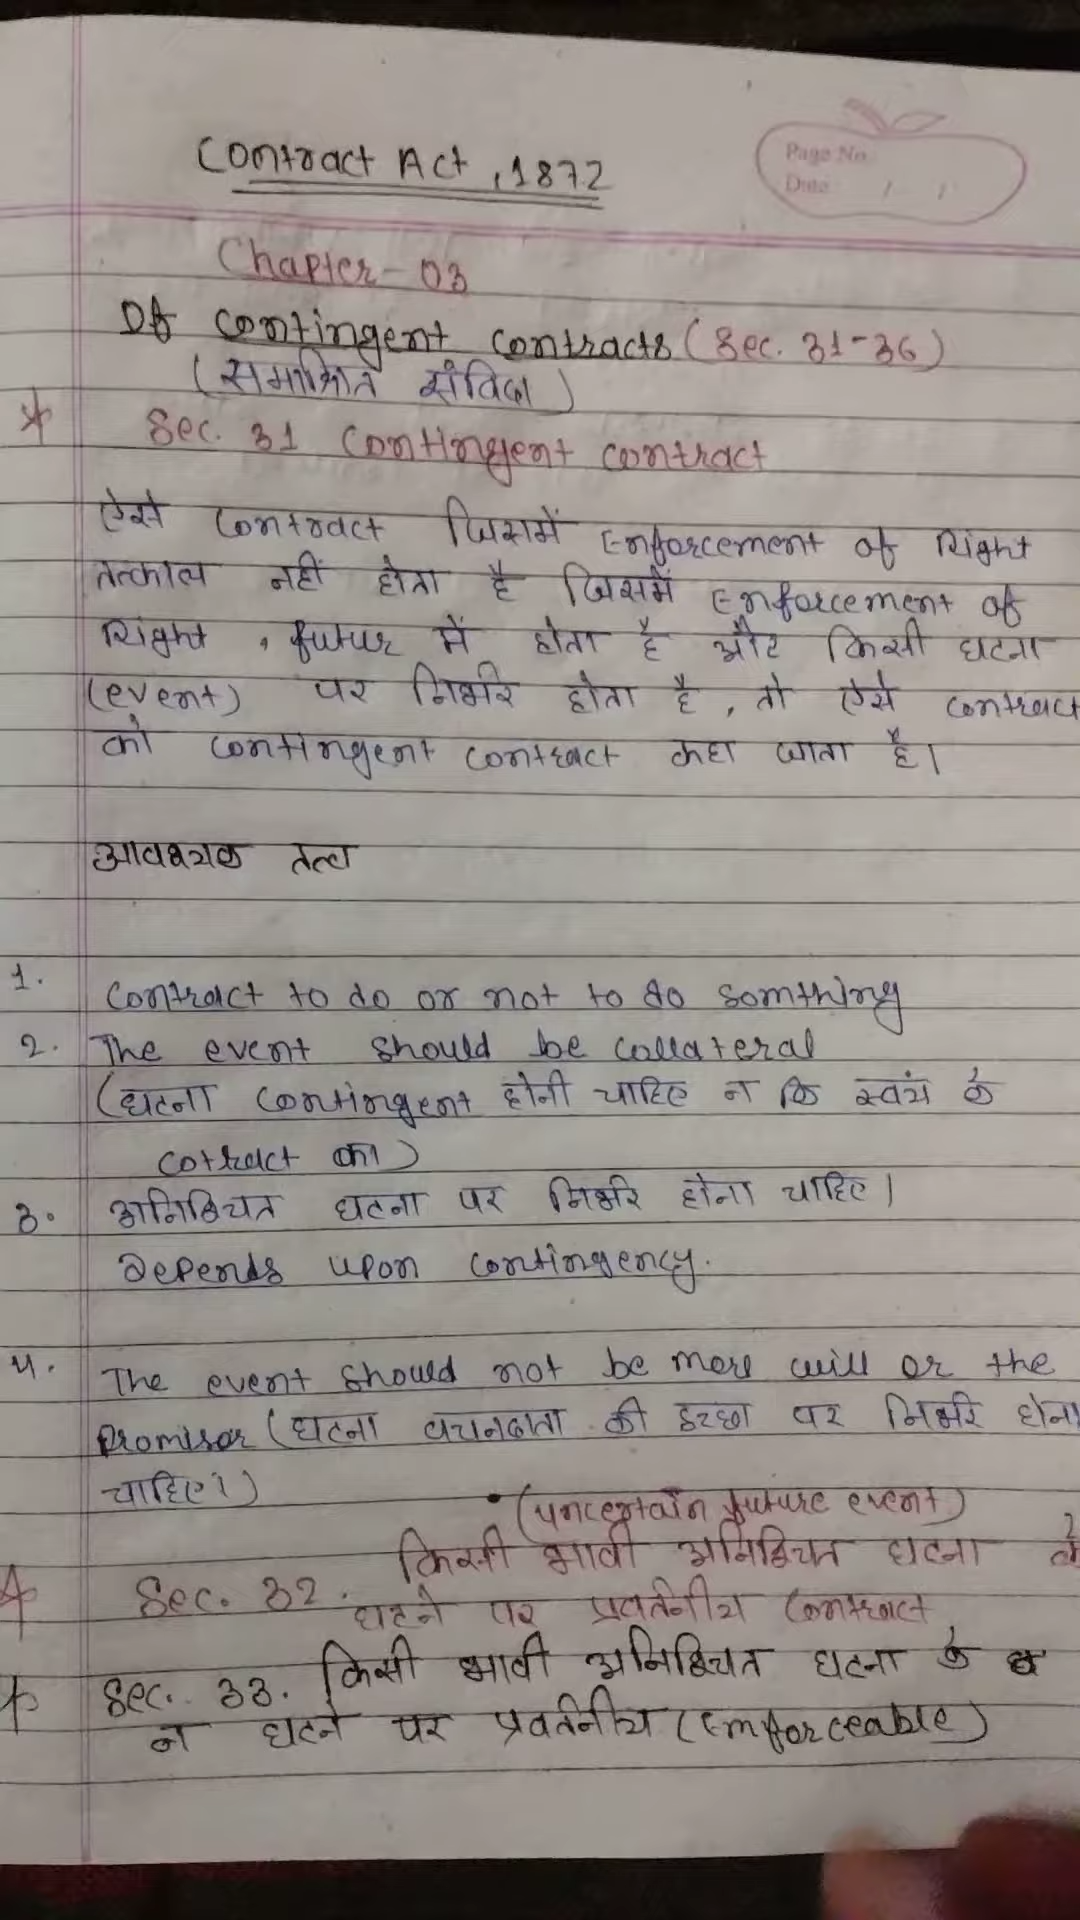 Page No.
Date / /
Contract Act, 1872
Chapter-03
Of contingent contracts (Sec. 31-36)
(समाश्रित संविदा)
Sec. 31 Contingent contract
ऐसे contract जिसमें Enforcement of Right
तत्काल नहीं होता है जिसमें Enforcement of
Right, futur में होता है और किसी घटना
(event) पर निर्भर होता है, तो ऐसे contract
को contingent contract कहा जाता है।
आवश्यक तत्व
1. contract to do or not to do somthing
2. The event should be collateral
(घटना contingent होनी चाहिए न कि स्वंय के
cotract का)
3. अनिश्चित घटना पर निर्भर होना चाहिए।
Depends upon contingency.
4. The event should not be mere will or the
promisor (घटना वचनदाता की इच्छा पर निर्भर होना
चाहिए।)
(uncertain future event)
Sec. 32. किसी भावी अनिश्चित घटना के
घटने पर प्रवर्तनीय contract
Sec. 33. किसी भावी अनिश्चित घटना के
न घटने पर प्रवर्तनीय (Emforceable)